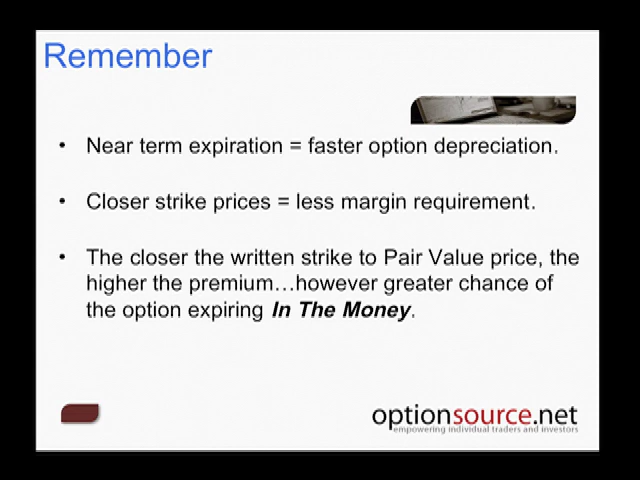 Remember
• Near term expiration = faster option depreciation.
• Closer strike prices = less margin requirement.
• The closer the written strike to Pair Value price, the
higher the premium…however greater chance of
the option expiring In The Money.
optionsource.net
empowering individual traders and investors